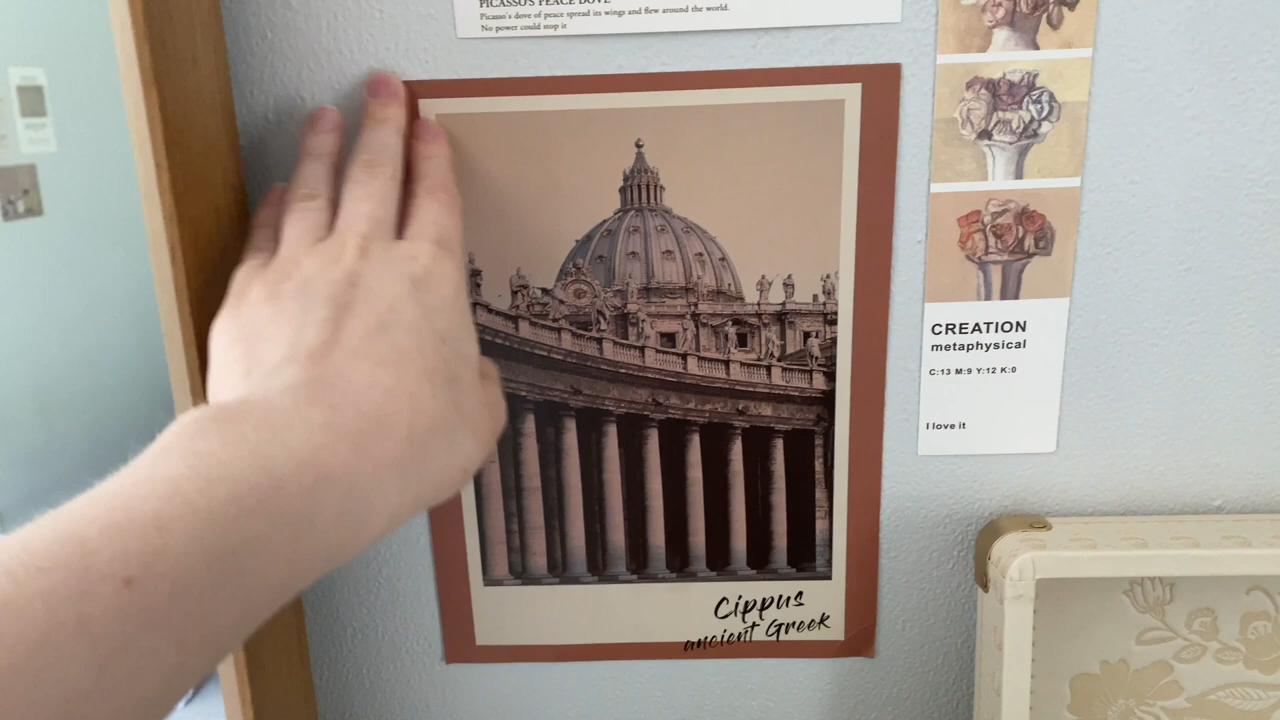 PICASSO'S PEACE DOVE
Picasso's dove of peace spread its wings and flew around the world.
No power could stop it
CREATION
metaphysical
C:13 M:9 Y:12 K:0
I love it
Cippus
ancient Greek